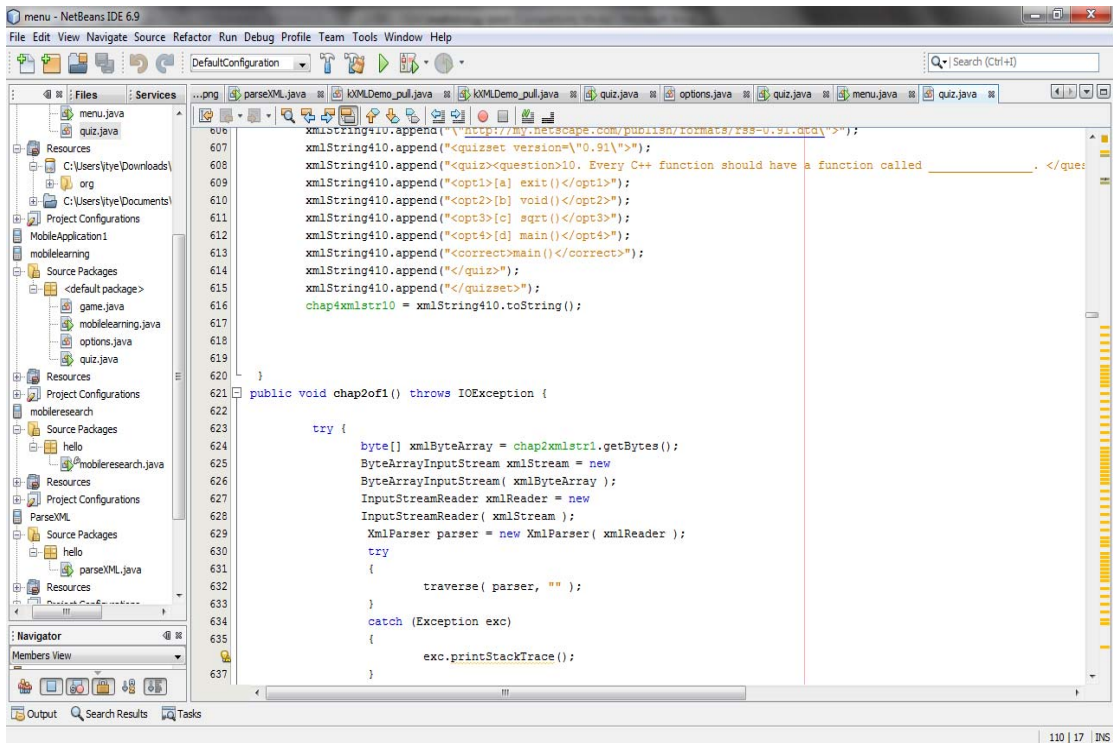 menu - NetBeans IDE 6.9
File Edit View Navigate Source Refactor Run Debug Profile Team Tools Window Help
DefaultConfiguration
Search (Ctrl+I)
Files Services
...png parseXML.java kXMLDemo_pull.java kXMLDemo_pull.java quiz.java options.java quiz.java menu.java quiz.java
menu.java
quiz.java
Resources
C:\Users\itye\Downloads\
org
C:\Users\itye\Documents\
Project Configurations
MobileApplication1
mobilelearning
Source Packages
<default package>
game.java
mobilelearning.java
options.java
quiz.java
Resources
Project Configurations
mobileresearch
Source Packages
hello
mobileresearch.java
Resources
Project Configurations
ParseXML
Source Packages
hello
parseXML.java
Resources
Project Configurations
Navigator
Members View
606 xmlString410.append("\"http://my.netscape.com/publish/formats/rss-0.91.dtd\">");
607 xmlString410.append("<quizset version=\"0.91\">");
608 xmlString410.append("<quiz><question>10. Every C++ function should have a function called _______________. </ques
609 xmlString410.append("<opt1>[a] exit()</opt1>");
610 xmlString410.append("<opt2>[b] void()</opt2>");
611 xmlString410.append("<opt3>[c] sqrt()</opt3>");
612 xmlString410.append("<opt4>[d] main()</opt4>");
613 xmlString410.append("<correct>main()</correct>");
614 xmlString410.append("</quiz>");
615 xmlString410.append("</quizset>");
616 chap4xmlstr10 = xmlString410.toString();
617
618
619
620 }
621 public void chap2of1() throws IOException {
622
623 try {
624 byte[] xmlByteArray = chap2xmlstr1.getBytes();
625 ByteArrayInputStream xmlStream = new
626 ByteArrayInputStream( xmlByteArray );
627 InputStreamReader xmlReader = new
628 InputStreamReader( xmlStream );
629 XmlParser parser = new XmlParser( xmlReader );
630 try
631 {
632 traverse( parser, "" );
633 }
634 catch (Exception exc)
635 {
exc.printStackTrace();
637 }
Output Search Results Tasks
110 | 17 INS